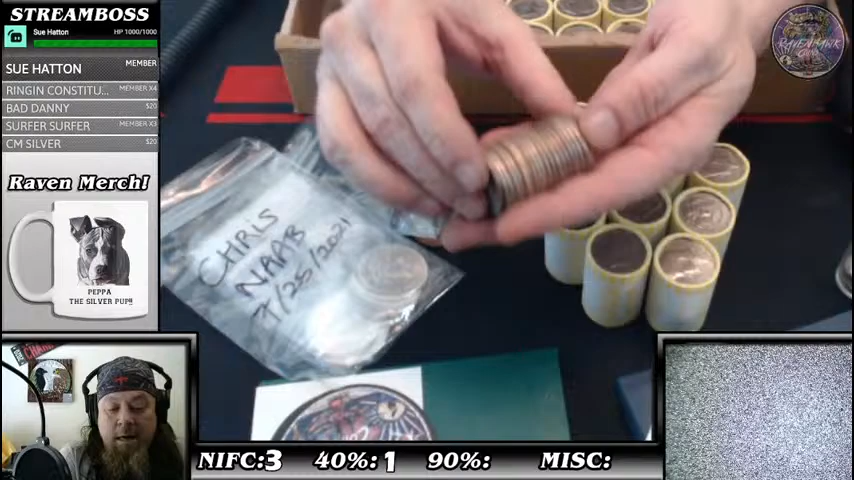 STREAMBOSS
Sue Hatton
HP 1000/1000
SUE HATTON MEMBER
RINGIN CONSTITU... MEMBER X4
BAD DANNY $20
SURFER SURFER MEMBER X3
CM SILVER $20
Raven Merch!
PEPPA
THE SILVER PUP!!
CHRIS
NAAB
7/25/2021
NIFC:3 40%:1 90%: MISC: